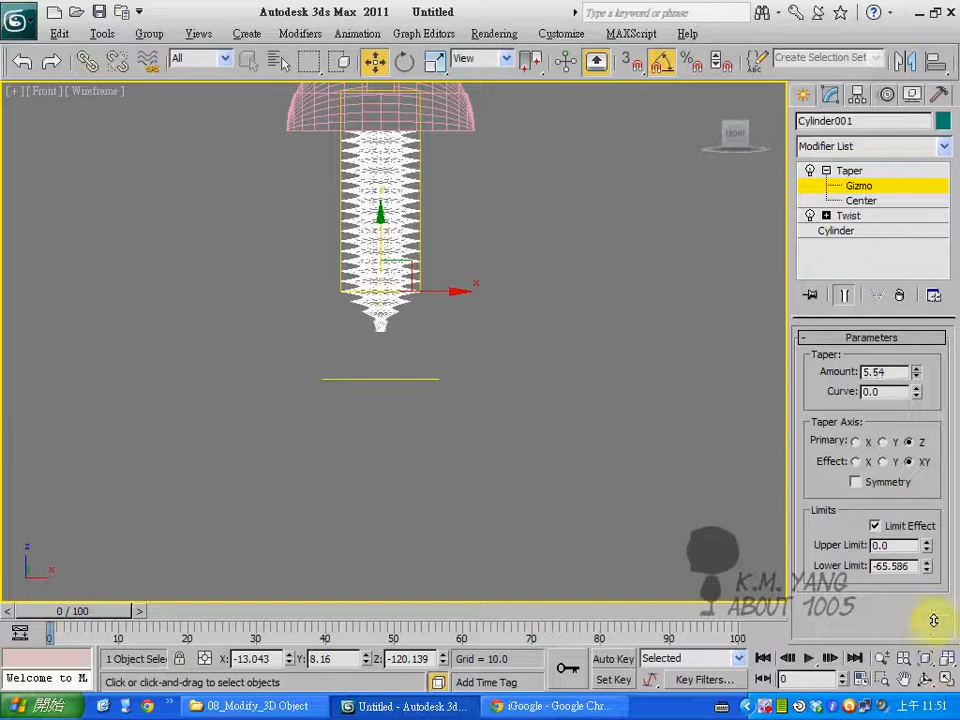 Autodesk 3ds Max 2011 Untitled
Type a keyword or phrase
Edit Tools Group Views Create Modifiers Animation Graph Editors Rendering Customize MAXScript Help
All View 3 Create Selection Set
[ + ] [ Front ] [ Wireframe ]
FRONT
x
z
x
Cylinder001
Modifier List
Taper
Gizmo
Center
Twist
Cylinder
Parameters
Taper:
Amount: 5.54
Curve: 0.0
Taper Axis:
Primary: X Y Z
Effect: X Y XY
Symmetry
Limits
Limit Effect
Upper Limit: 0.0
Lower Limit: -65.586
K.M. YANG
ABOUT 1005
0 / 100
0 10 20 30 40 50 60 70 80 90 100
1 Object Sele X: -13.043 Y: 8.16 Z: -120.139 Grid = 10.0 Auto Key Selected
Welcome to M Click or click-and-drag to select objects Add Time Tag Set Key Key Filters... 0
開始 08_Modify_3D Object Untitled - Autodesk 3d... iGoogle - Google Chr... 上午 11:51